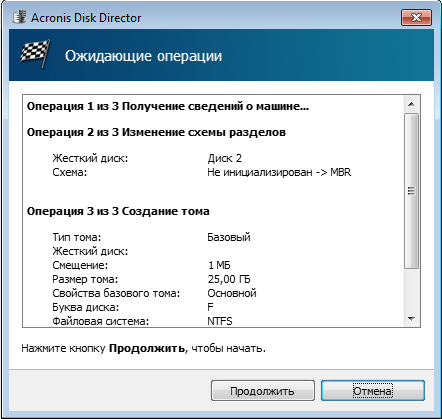 Acronis Disk Director
Ожидающие операции
Операция 1 из 3 Получение сведений о машине...
Операция 2 из 3 Изменение схемы разделов
Жесткий диск: Диск 2
Схема: Не инициализирован -> MBR
Операция 3 из 3 Создание тома
Тип тома: Базовый
Жесткий диск:
Смещение: 1 МБ
Размер тома: 25,00 ГБ
Свойства базового тома: Основной
Буква диска: F
Файловая система: NTFS
Нажмите кнопку Продолжить, чтобы начать.
Продолжить Отмена